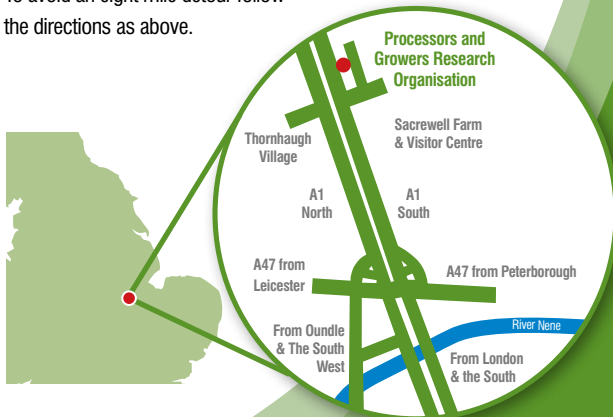 To avoid an eight mile detour follow
the directions as above.
Processors and
Growers Research
Organisation
Thornhaugh
Village
Sacrewell Farm
& Visitor Centre
A1
North
A1
South
A47 from
Leicester
A47 from Peterborough
From Oundle
& The South
West
River Nene
From London
& the South